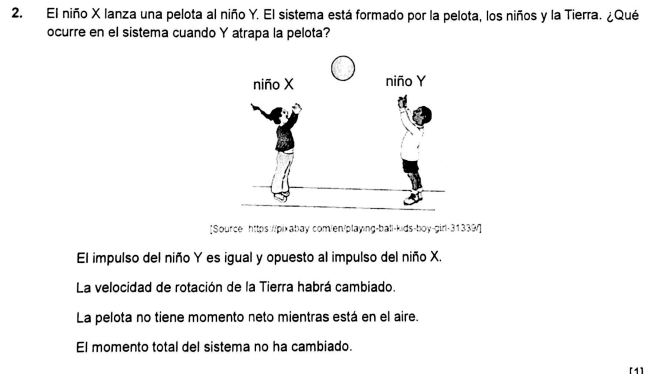 2. El niño X lanza una pelota al niño Y. El sistema está formado por la pelota, los niños y la Tierra. ¿Qué
ocurre en el sistema cuando Y atrapa la pelota?
niño X
niño Y
[Source https://pixabay.com/en/playing-ball-kids-boy-girl-31339/]
El impulso del niño Y es igual y opuesto al impulso del niño X.
La velocidad de rotación de la Tierra habrá cambiado.
La pelota no tiene momento neto mientras está en el aire.
El momento total del sistema no ha cambiado.
[1]